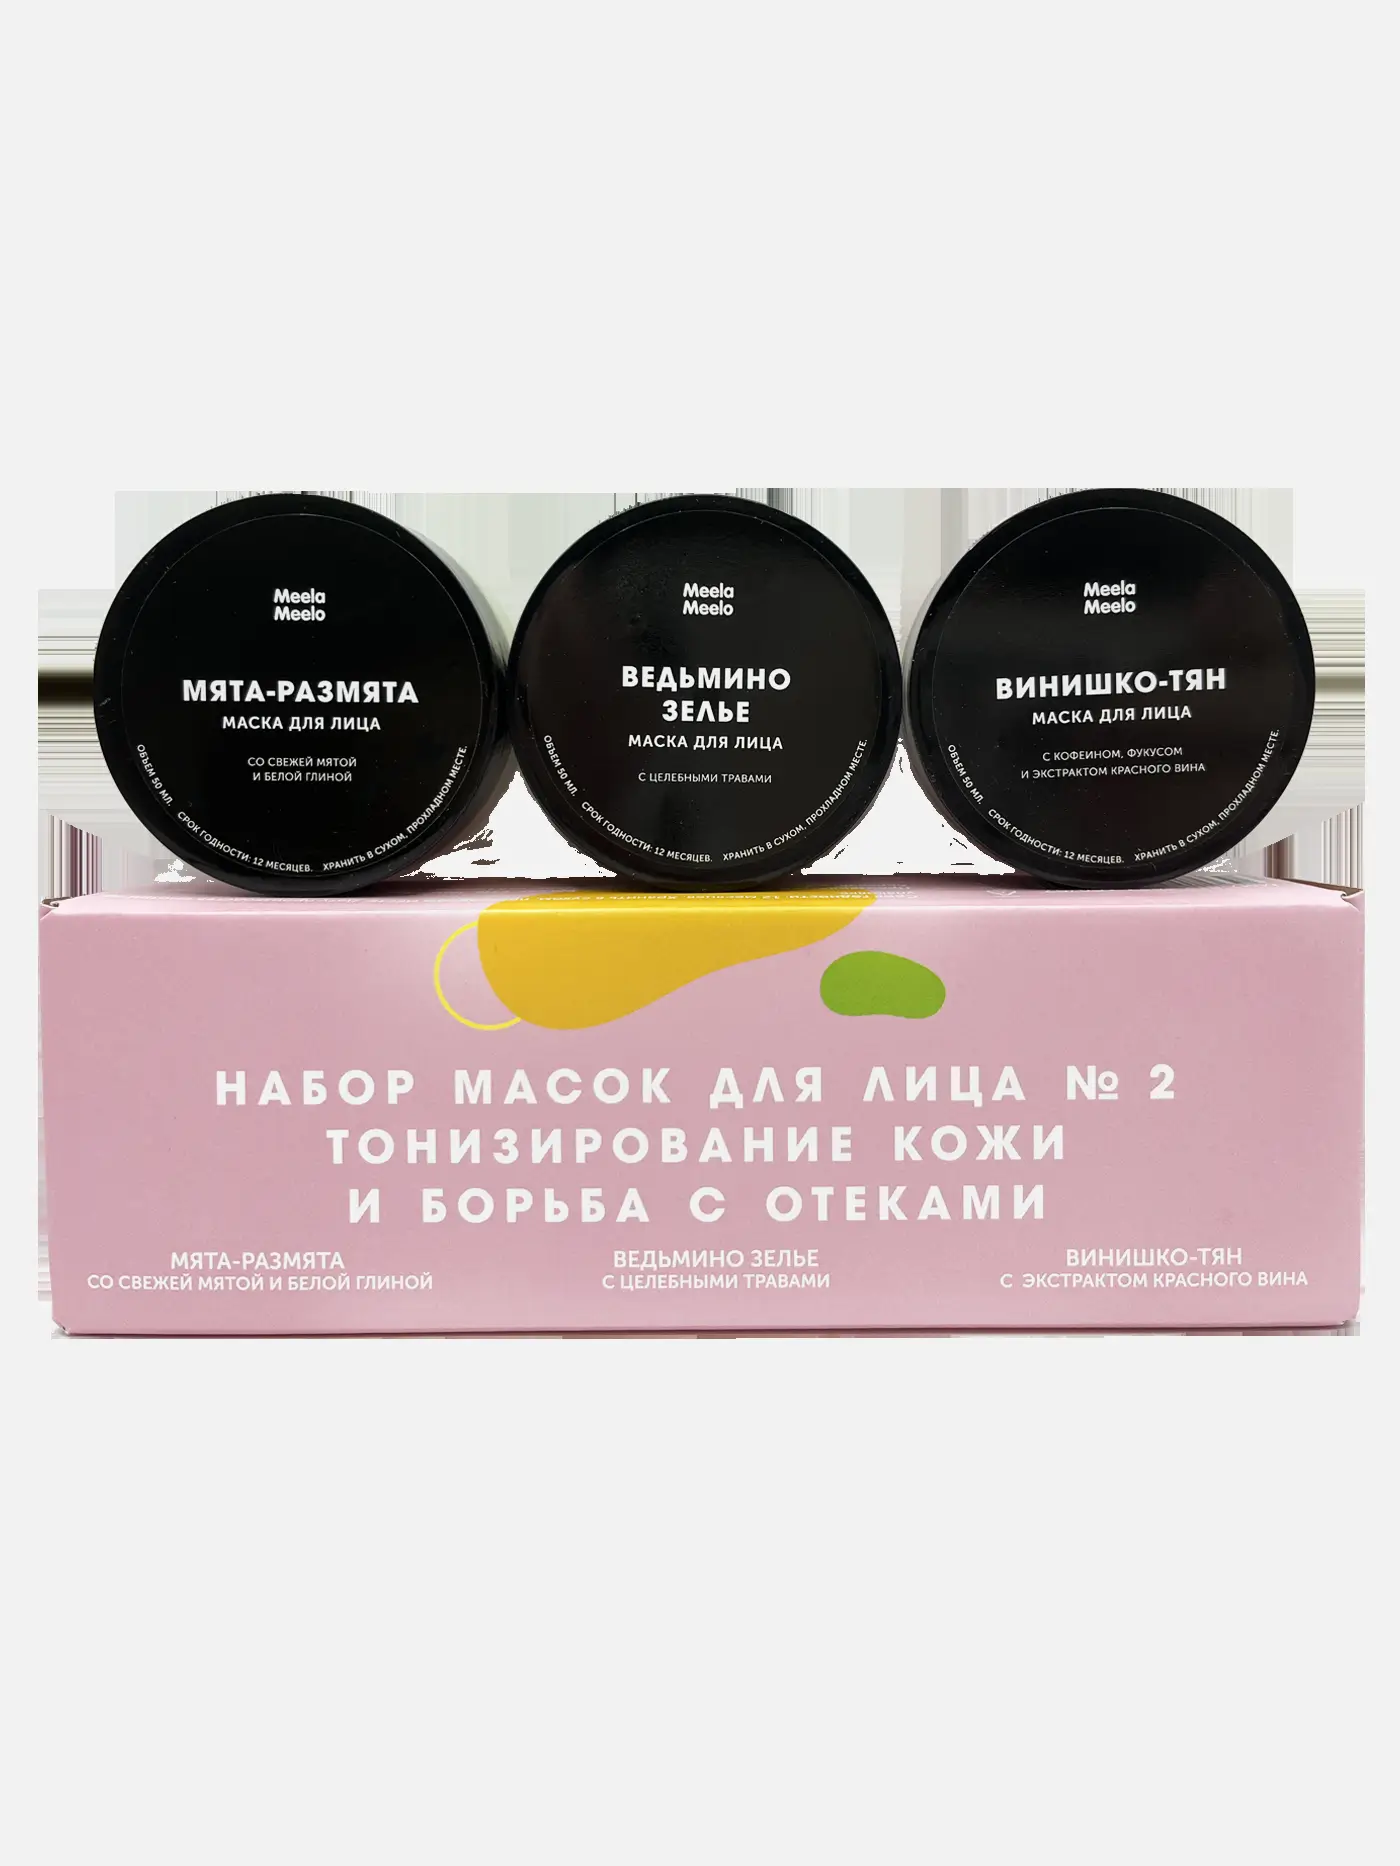 Meela
Meelo
МЯТА-РАЗМЯТА
МАСКА ДЛЯ ЛИЦА
СО СВЕЖЕЙ МЯТОЙ
И БЕЛОЙ ГЛИНОЙ
ОБЪЕМ 50 МЛ. СРОК ГОДНОСТИ: 12 МЕСЯЦЕВ. ХРАНИТЬ В СУХОМ, ПРОХЛАДНОМ МЕСТЕ.
Meela
Meelo
ВЕДЬМИНО
ЗЕЛЬЕ
МАСКА ДЛЯ ЛИЦА
С ЦЕЛЕБНЫМИ ТРАВАМИ
ОБЪЕМ 50 МЛ. СРОК ГОДНОСТИ: 12 МЕСЯЦЕВ. ХРАНИТЬ В СУХОМ, ПРОХЛАДНОМ МЕСТЕ.
Meela
Meelo
ВИНИШКО-ТЯН
МАСКА ДЛЯ ЛИЦА
С КОФЕИНОМ, ФУКУСОМ
И ЭКСТРАКТОМ КРАСНОГО ВИНА
ОБЪЕМ 50 МЛ. СРОК ГОДНОСТИ: 12 МЕСЯЦЕВ. ХРАНИТЬ В СУХОМ, ПРОХЛАДНОМ МЕСТЕ.
НАБОР МАСОК ДЛЯ ЛИЦА № 2
ТОНИЗИРОВАНИЕ КОЖИ
И БОРЬБА С ОТЕКАМИ
МЯТА-РАЗМЯТА
СО СВЕЖЕЙ МЯТОЙ И БЕЛОЙ ГЛИНОЙ
ВЕДЬМИНО ЗЕЛЬЕ
С ЦЕЛЕБНЫМИ ТРАВАМИ
ВИНИШКО-ТЯН
С ЭКСТРАКТОМ КРАСНОГО ВИНА